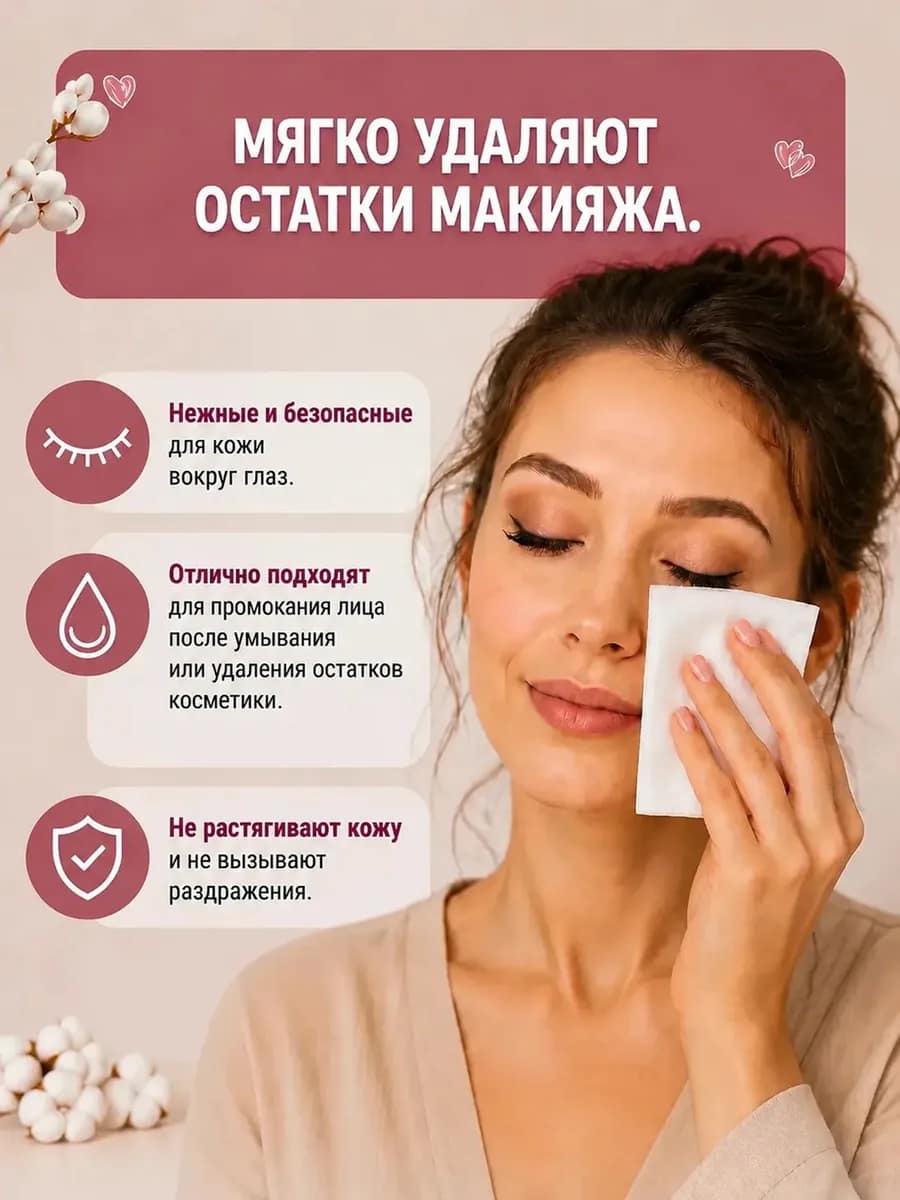 МЯГКО УДАЛЯЮТ
ОСТАТКИ МАКИЯЖА.
Нежные и безопасные
для кожи
вокруг глаз.
Отлично подходят
для промокания лица
после умывания
или удаления остатков
косметики.
Не растягивают кожу
и не вызывают
раздражения.